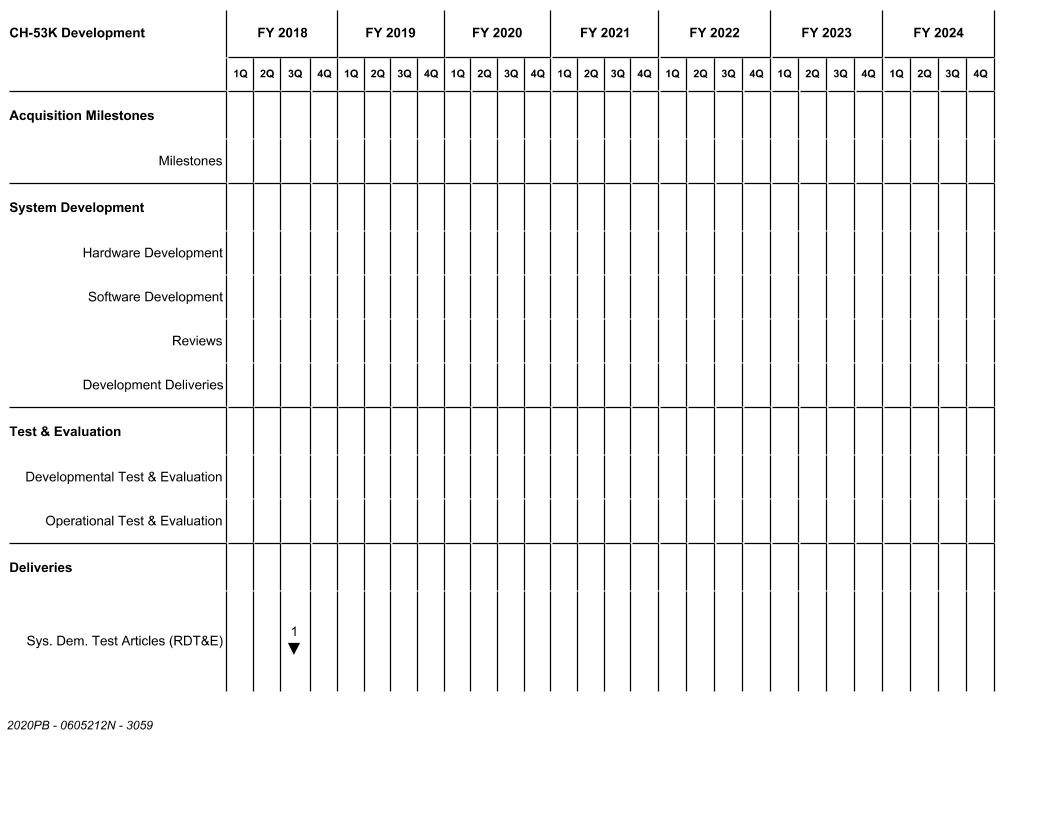 CH-53K Development FY 2018 FY 2019 FY 2020 FY 2021 FY 2022 FY 2023 FY 2024
1Q 2Q 3Q 4Q 1Q 2Q 3Q 4Q 1Q 2Q 3Q 4Q 1Q 2Q 3Q 4Q 1Q 2Q 3Q 4Q 1Q 2Q 3Q 4Q 1Q 2Q 3Q 4Q
Acquisition Milestones
Milestones
System Development
Hardware Development
Software Development
Reviews
Development Deliveries
Test & Evaluation
Developmental Test & Evaluation
Operational Test & Evaluation
Deliveries
1
Sys. Dem. Test Articles (RDT&E)
2020PB - 0605212N - 3059